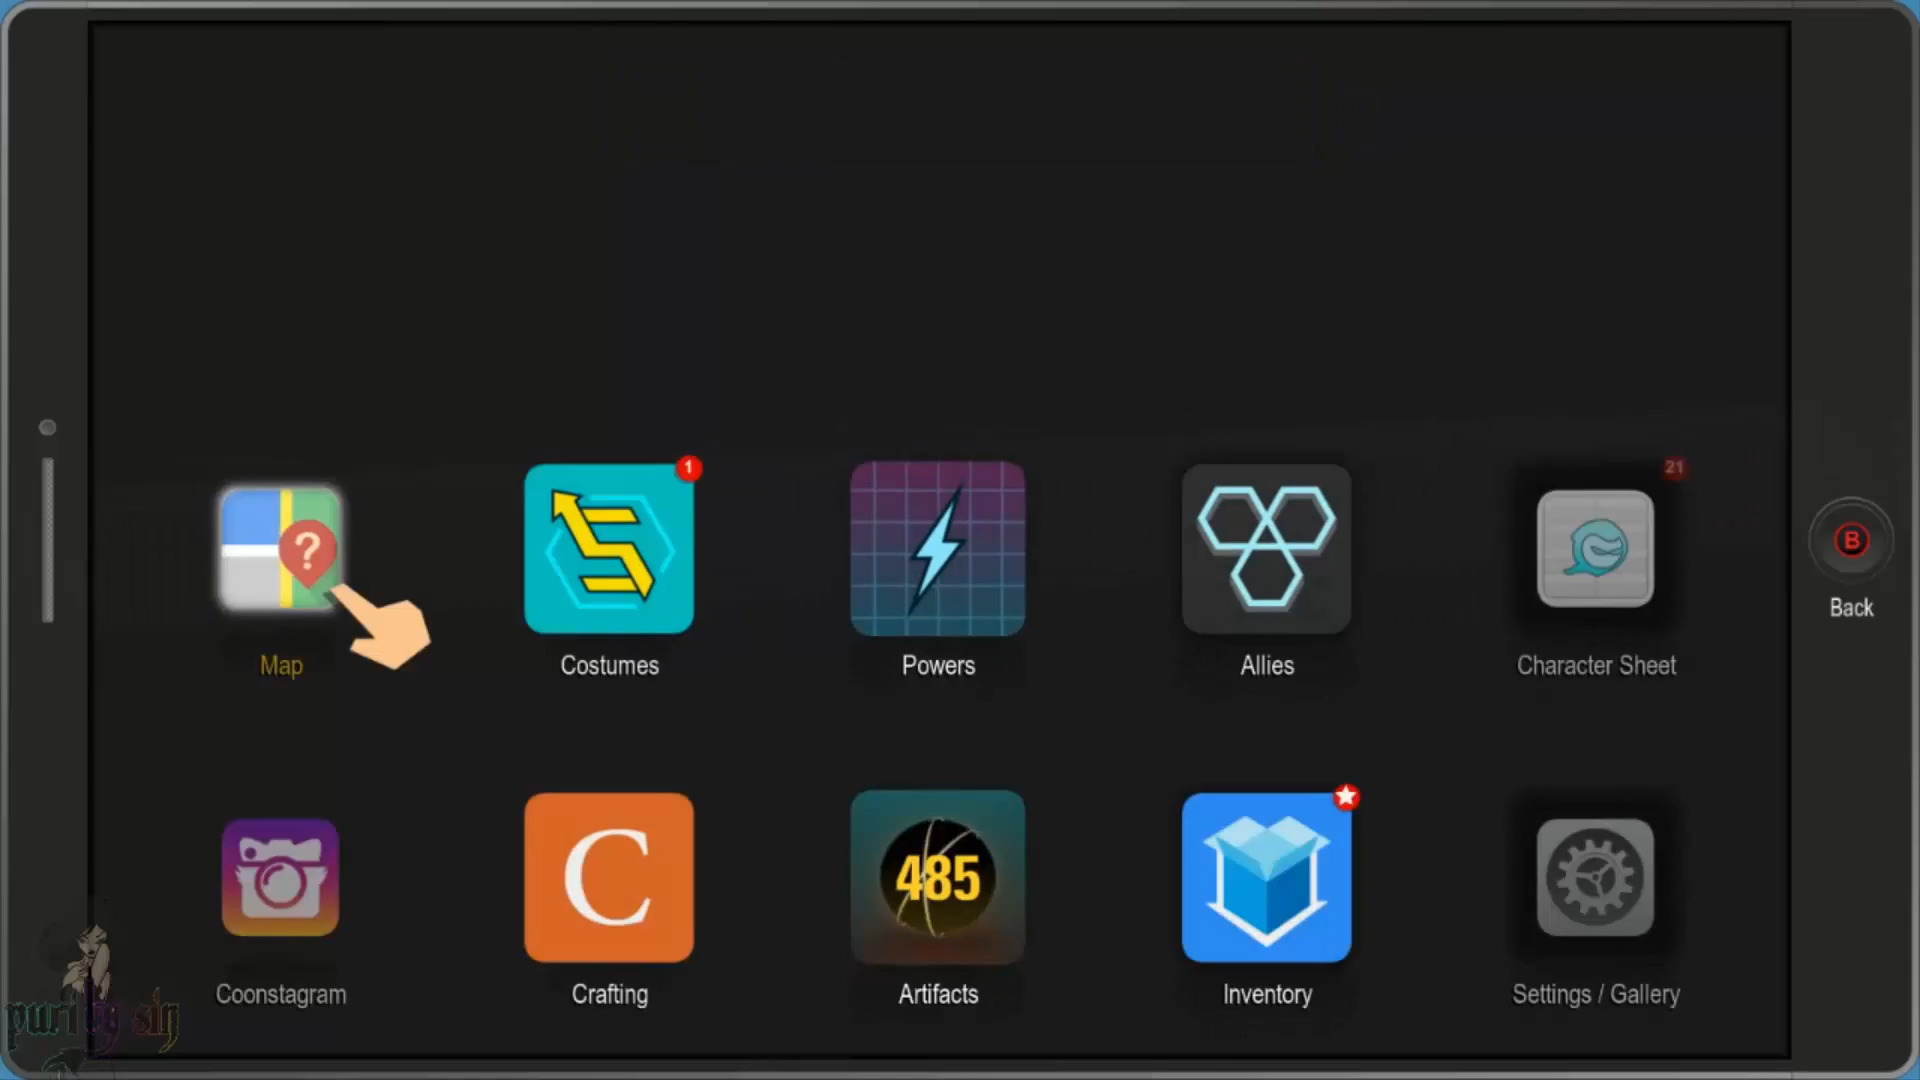 1
21
?
Map
Costumes
Powers
Allies
Character Sheet
B
Back
C
485
Coonstagram
Crafting
Artifacts
Inventory
Settings / Gallery